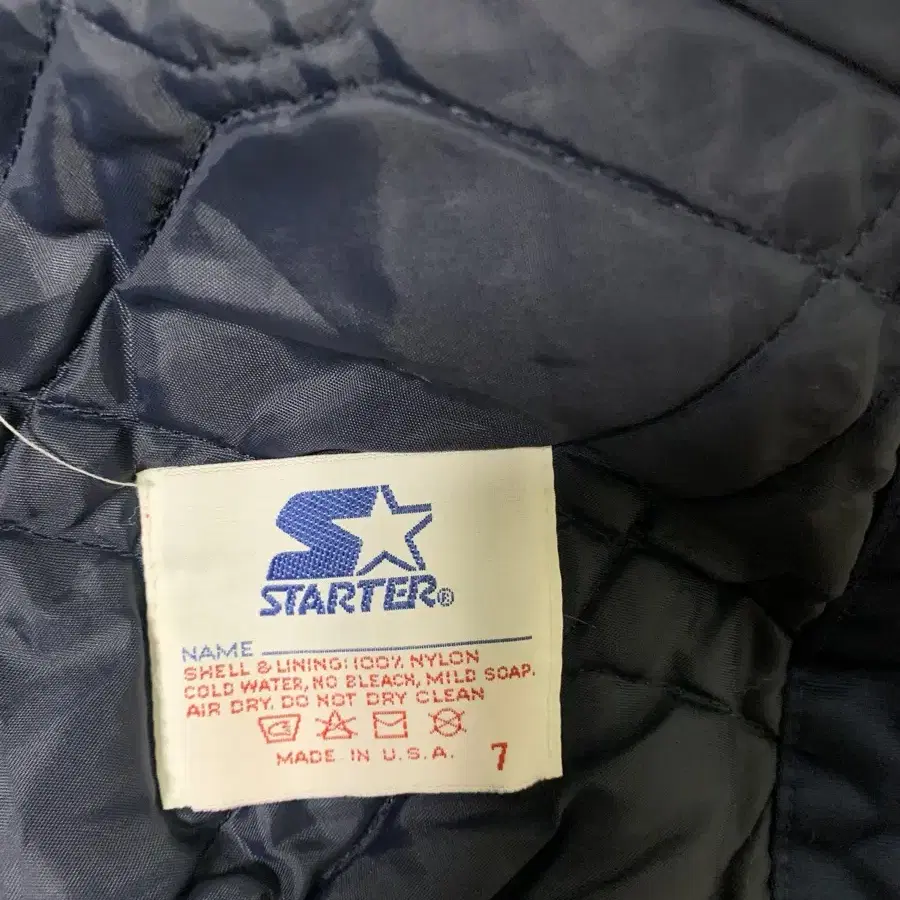 STARTER®
NAME
SHELL & LINING: 100% NYLON
COLD WATER, NO BLEACH, MILD SOAP.
AIR DRY. DO NOT DRY CLEAN
MADE IN U.S.A. 7